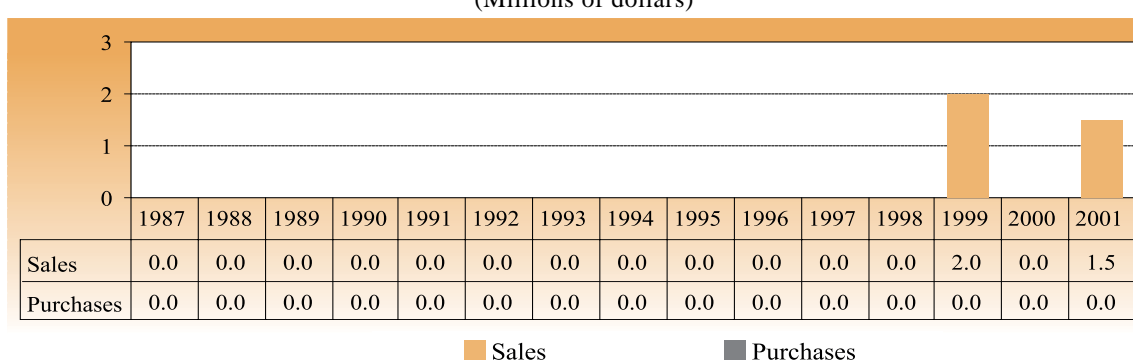 (Millions of dollars)
3
2
1
0
1987 1988 1989 1990 1991 1992 1993 1994 1995 1996 1997 1998 1999 2000 2001
Sales 0.0 0.0 0.0 0.0 0.0 0.0 0.0 0.0 0.0 0.0 0.0 0.0 2.0 0.0 1.5
Purchases 0.0 0.0 0.0 0.0 0.0 0.0 0.0 0.0 0.0 0.0 0.0 0.0 0.0 0.0 0.0
Sales Purchases